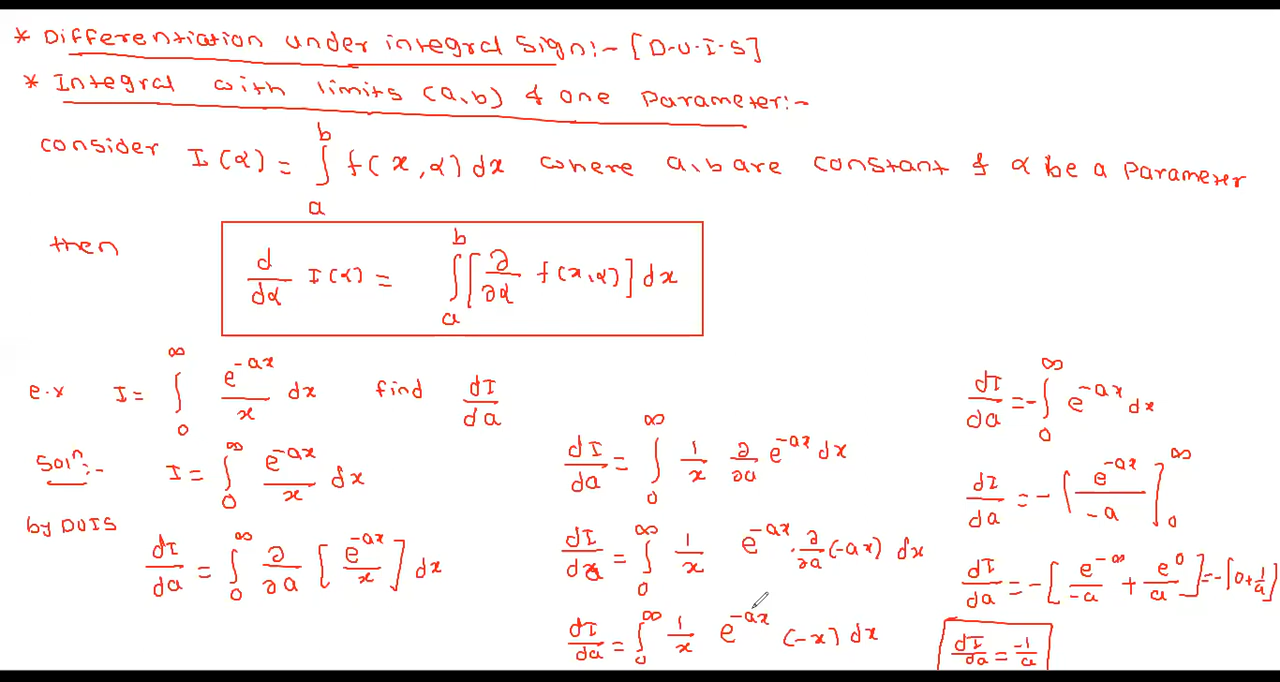 * Differentiation under integral sign:- [D.U.I.S]
* Integral with limits (a,b) & one Parameter:-
consider I(α) = ∫_a^b f(x,α) dx where a,b are constant & α be a Parameter
then d/dα I(α) = ∫_a^b [∂/∂α f(x,α)] dx
e.x I = ∫_0^∞ e^{-ax}/x dx find dI/da
Soln:- I = ∫_0^∞ e^{-ax}/x dx
by DUIS
dI/da = ∫_0^∞ ∂/∂a [e^{-ax}/x] dx
dI/da = ∫_0^∞ 1/x ∂/∂a e^{-ax} dx
dI/da = ∫_0^∞ 1/x e^{-ax} . ∂/∂a (-ax) dx
dI/da = ∫_0^∞ 1/x e^{-ax} (-x) dx
dI/da = -∫_0^∞ e^{-ax} dx
dI/da = -[e^{-ax}/-a]_0^∞
dI/da = -[e^{-∞}/-a + e^0/a] = -[0+1/a]
dI/da = -1/a